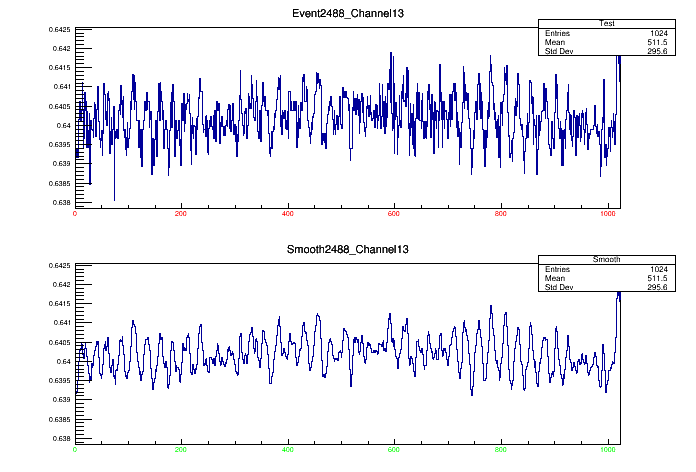 Event2488_Channel13
Test
Entries 1024
Mean 511.5
Std Dev 295.6
0.6425
0.642
0.6415
0.641
0.6405
0.64
0.6395
0.639
0.6385
0.638
0 200 400 600 800 1000
Smooth2488_Channel13
Smooth
Entries 1024
Mean 511.5
Std Dev 295.6
0.6425
0.642
0.6415
0.641
0.6405
0.64
0.6395
0.639
0.6385
0.638
0 200 400 600 800 1000